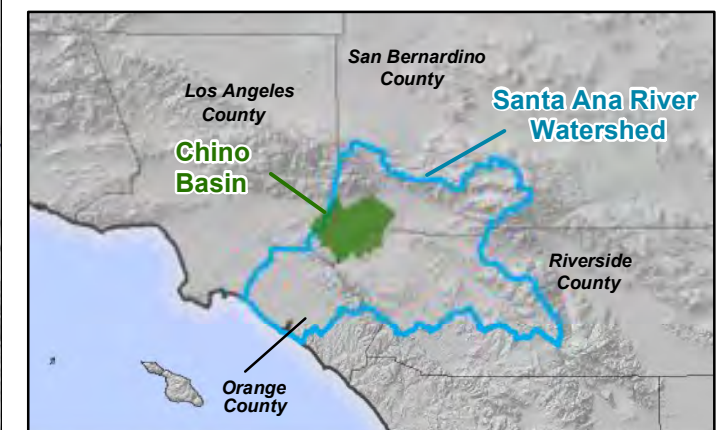 San Bernardino
County
Los Angeles
County
Santa Ana River
Watershed
Chino
Basin
Riverside
County
Orange
County